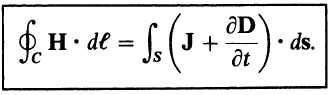 ∮_C H · dℓ = ∫_S (J + ∂D/∂t) · ds.